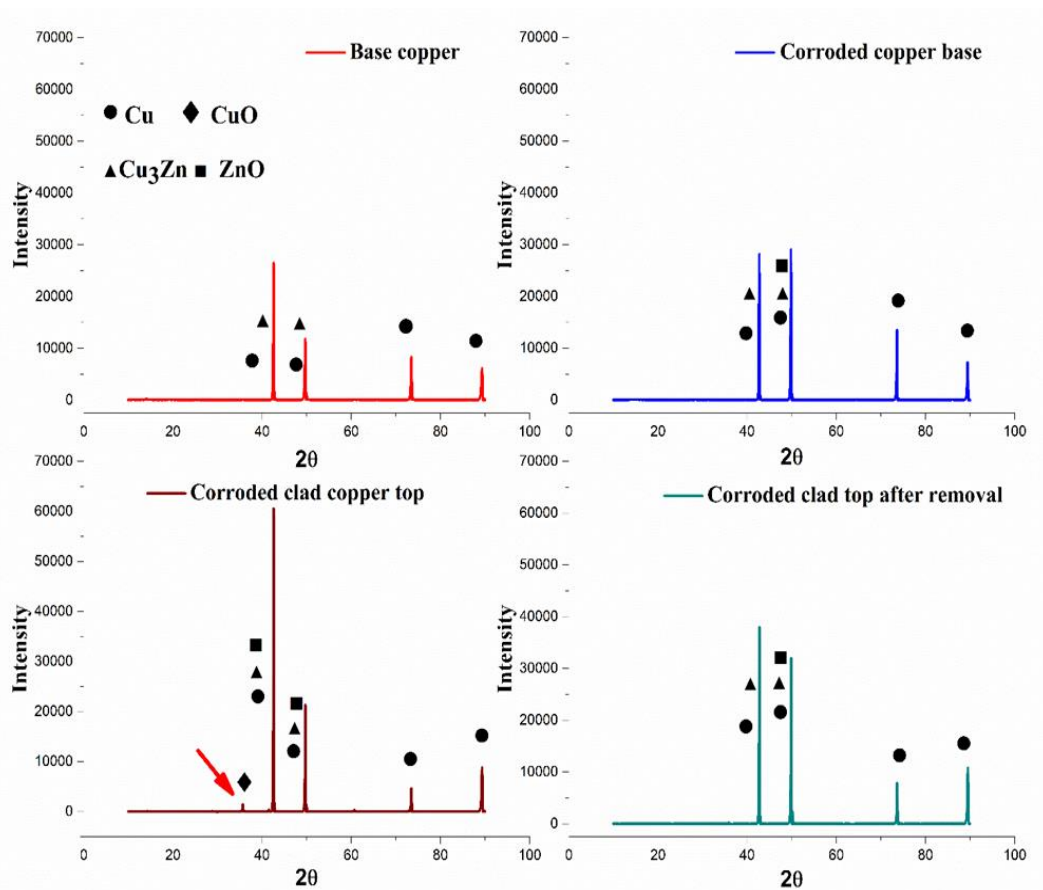 Base copper
● Cu ◆ CuO
▲Cu3Zn ■ ZnO
70000
60000
50000
40000
30000
20000
10000
0
Intensity
0 20 40 60 80 100
2θ
Corroded copper base
70000
60000
50000
40000
30000
20000
10000
0
Intensity
0 20 40 60 80 100
2θ
Corroded clad copper top
70000
60000
50000
40000
30000
20000
10000
0
Intensity
0 20 40 60 80 100
2θ
Corroded clad top after removal
70000
60000
50000
40000
30000
20000
10000
0
Intensity
0 20 40 60 80 100
2θ